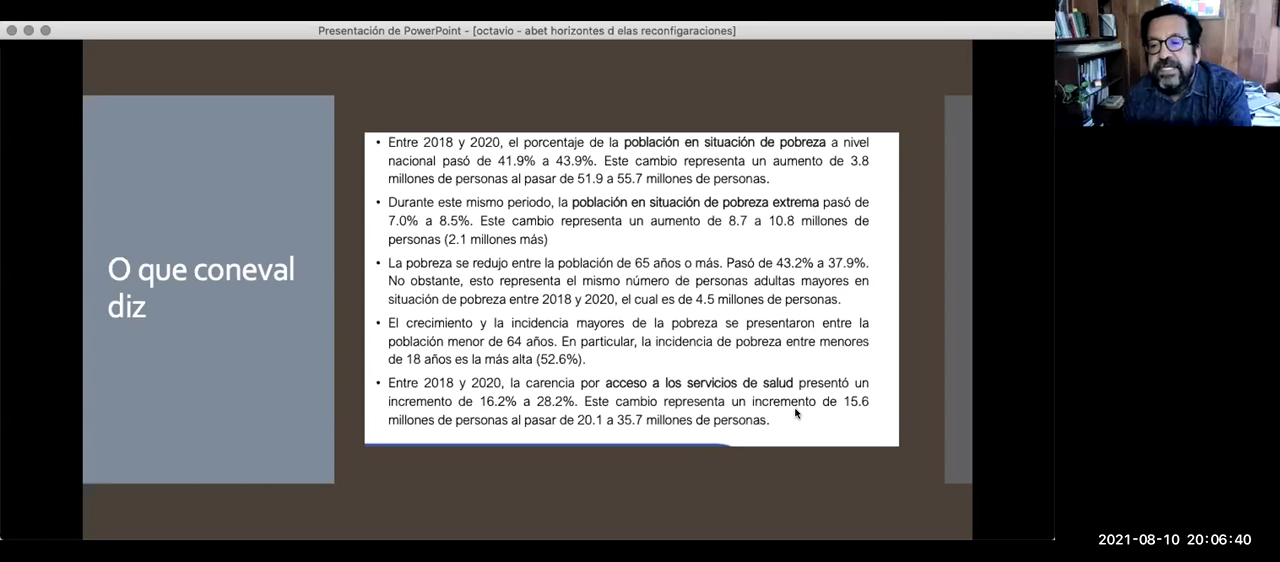 Presentación de PowerPoint - [octavio - abet horizontes d elas reconfigaraciones]
O que coneval
diz
• Entre 2018 y 2020, el porcentaje de la población en situación de pobreza a nivel
nacional pasó de 41.9% a 43.9%. Este cambio representa un aumento de 3.8
millones de personas al pasar de 51.9 a 55.7 millones de personas.
• Durante este mismo periodo, la población en situación de pobreza extrema pasó de
7.0% a 8.5%. Este cambio representa un aumento de 8.7 a 10.8 millones de
personas (2.1 millones más)
• La pobreza se redujo entre la población de 65 años o más. Pasó de 43.2% a 37.9%.
No obstante, esto representa el mismo número de personas adultas mayores en
situación de pobreza entre 2018 y 2020, el cual es de 4.5 millones de personas.
• El crecimiento y la incidencia mayores de la pobreza se presentaron entre la
población menor de 64 años. En particular, la incidencia de pobreza entre menores
de 18 años es la más alta (52.6%).
• Entre 2018 y 2020, la carencia por acceso a los servicios de salud presentó un
incremento de 16.2% a 28.2%. Este cambio representa un incremento de 15.6
millones de personas al pasar de 20.1 a 35.7 millones de personas.
2021-08-10 20:06:40